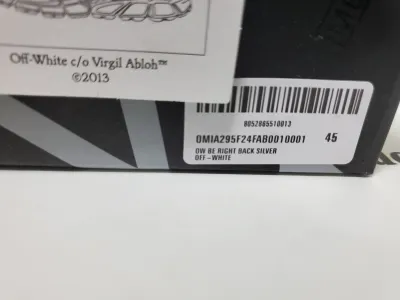 Off-White c/o Virgil Abloh™
©2013
8052865510013
OMIA295F24FAB0010001 45
OW BE RIGHT BACK SILVER
OFF-WHITE